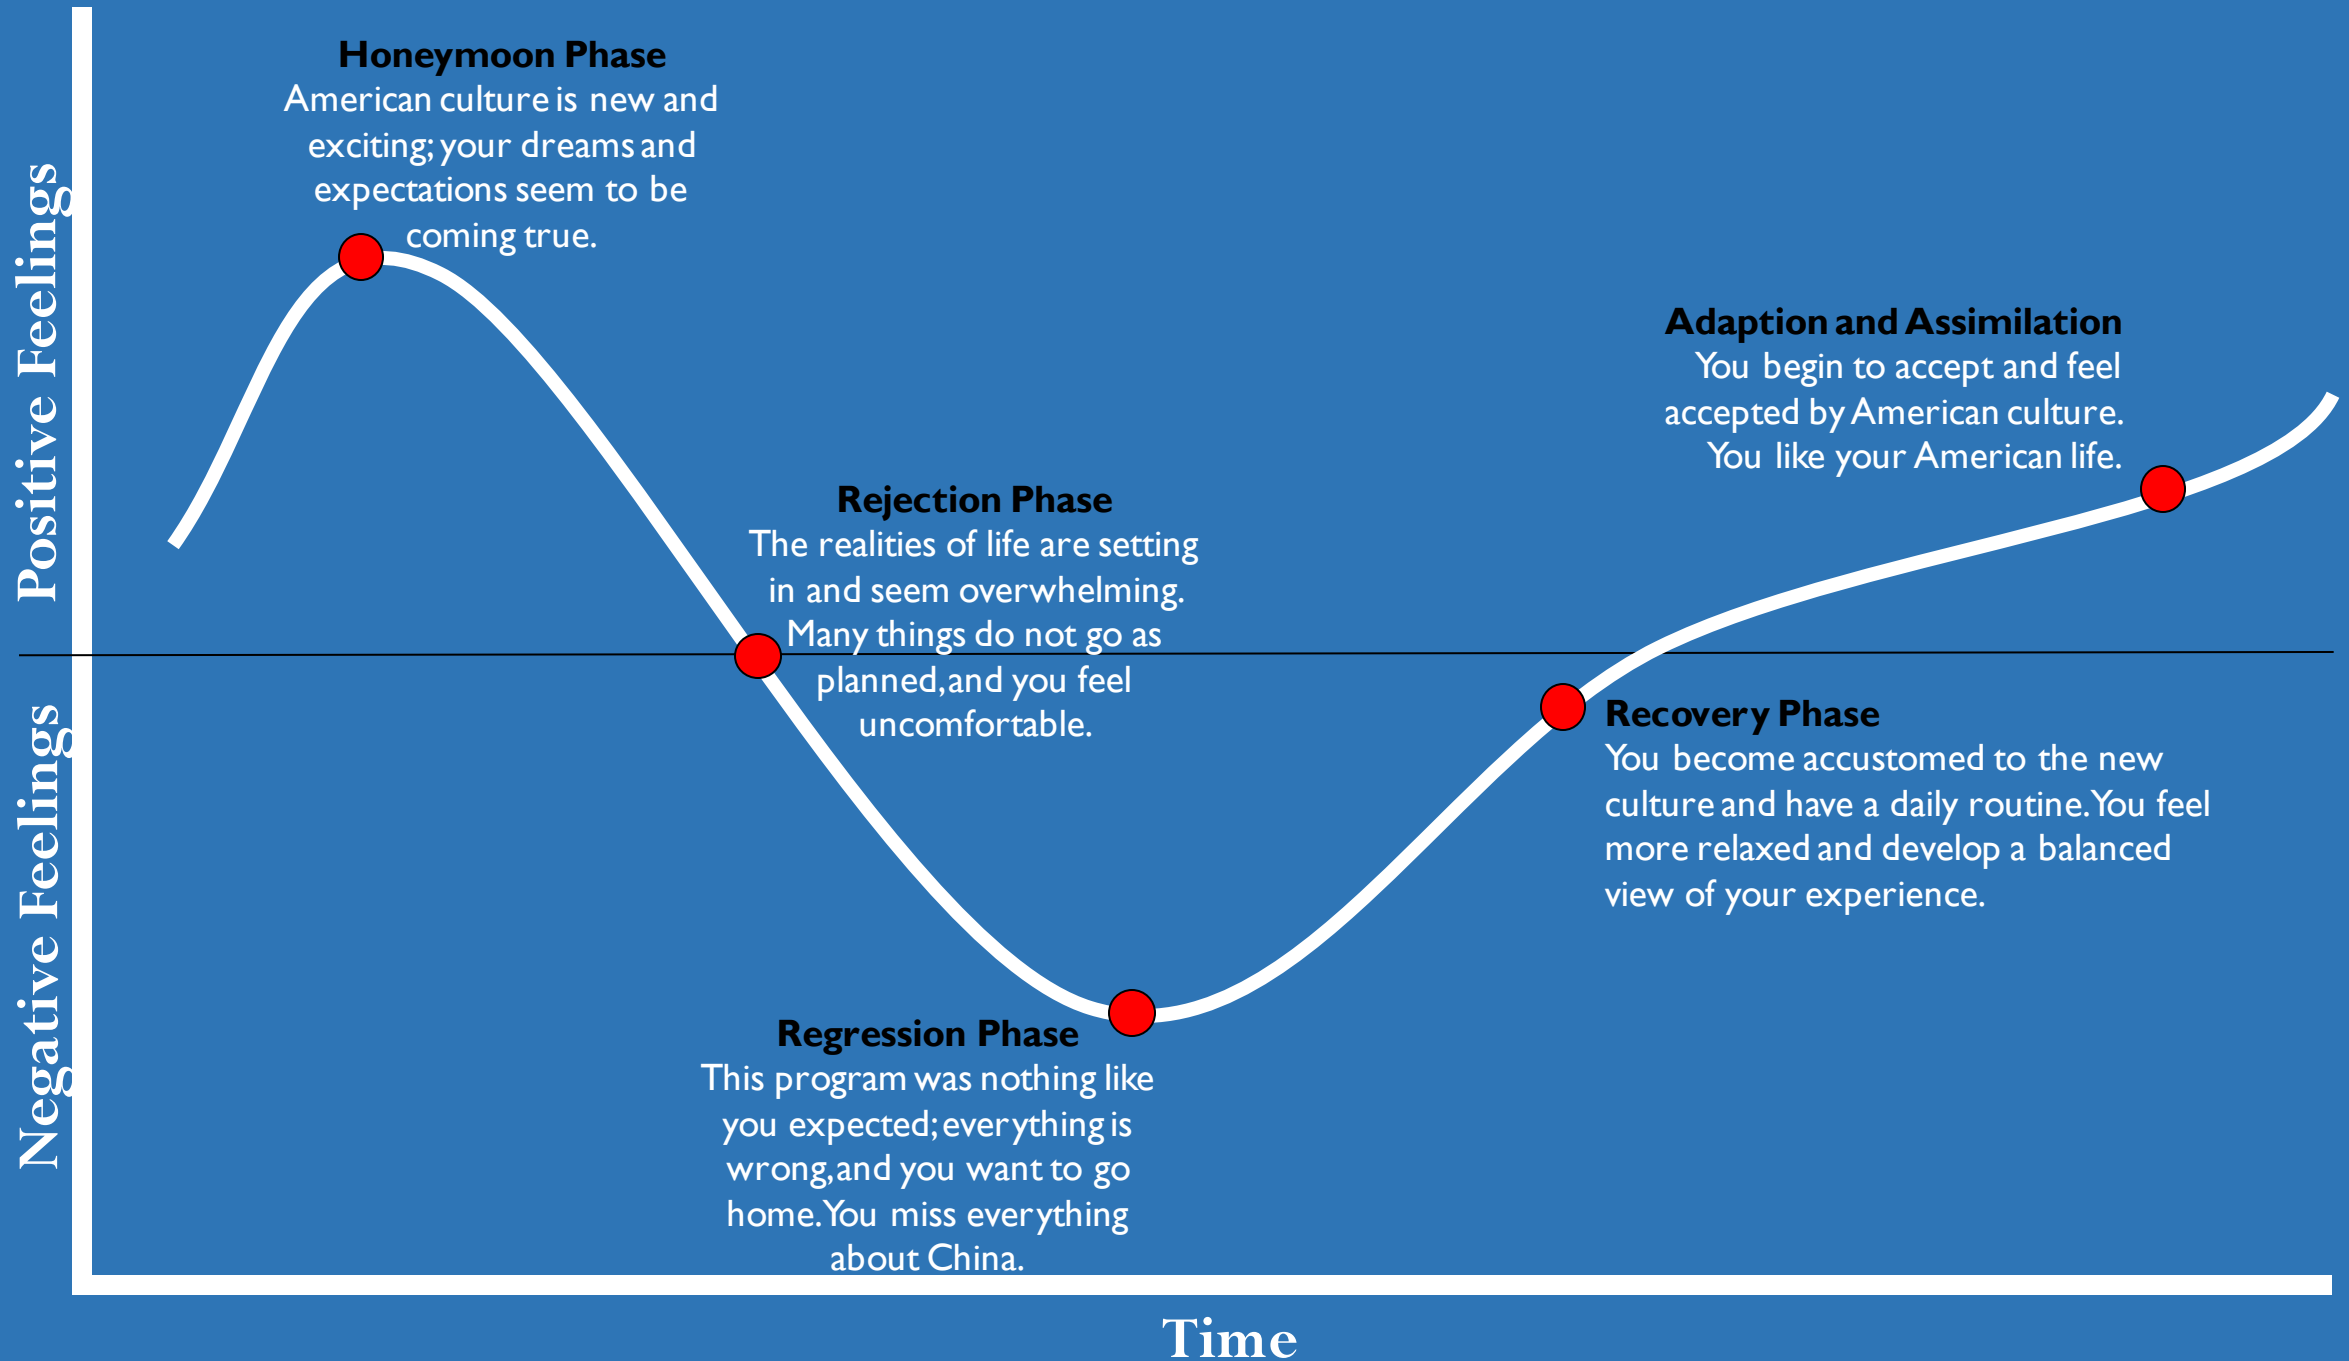 Positive Feelings
Negative Feelings
Honeymoon Phase
American culture is new and
exciting; your dreams and
expectations seem to be
coming true.
Rejection Phase
The realities of life are setting
in and seem overwhelming.
Many things do not go as
planned, and you feel
uncomfortable.
Regression Phase
This program was nothing like
you expected; everything is
wrong, and you want to go
home. You miss everything
about China.
Recovery Phase
You become accustomed to the new
culture and have a daily routine. You feel
more relaxed and develop a balanced
view of your experience.
Adaption and Assimilation
You begin to accept and feel
accepted by American culture.
You like your American life.
Time